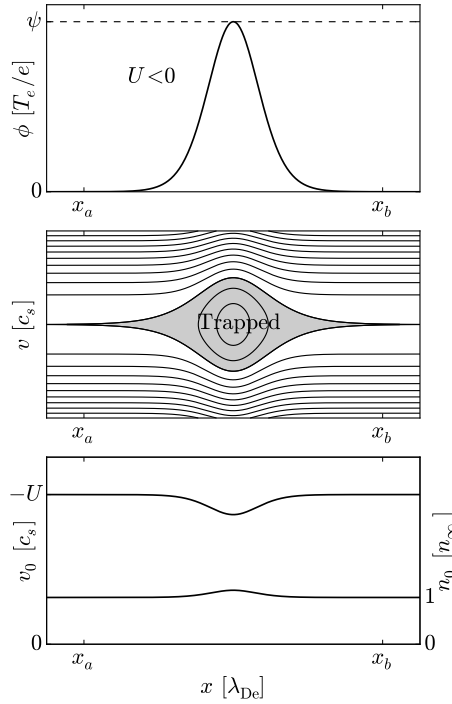 ψ
U<0
ϕ [T_e/e]
0
x_a x_b
Trapped
v [c_s]
x_a x_b
−U
v_0 [c_s]
n_0 [n_∞]
1
0 0
x_a x_b
x [λ_De]